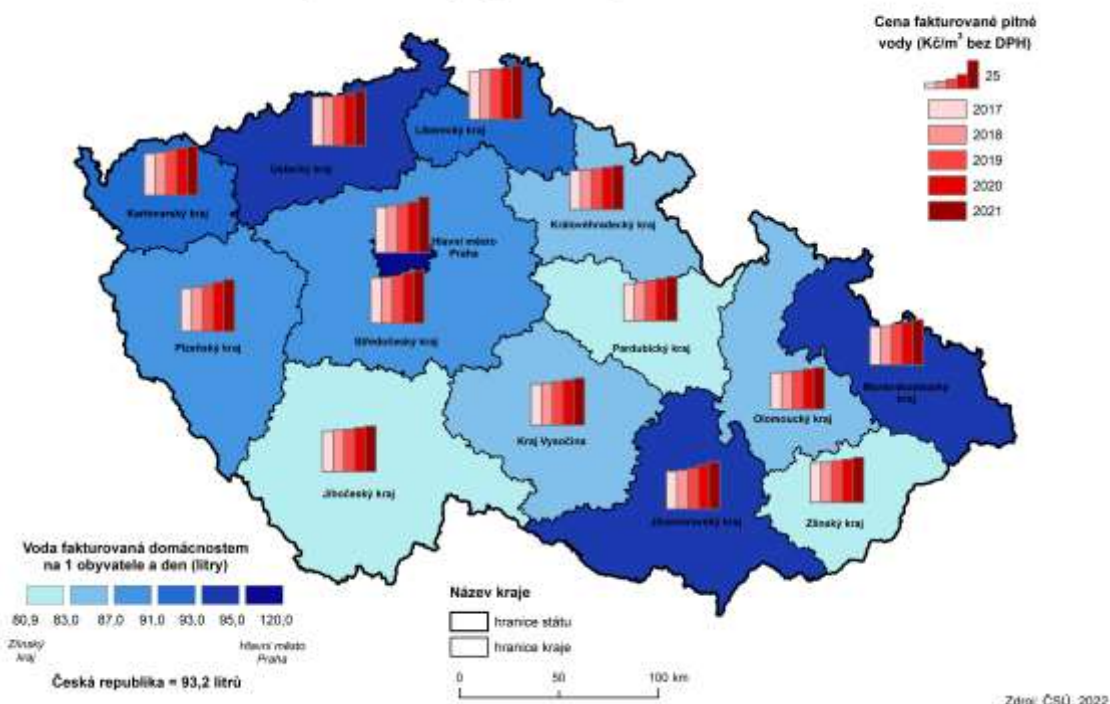 Cena fakturované pitné
vody (Kč/m³ bez DPH)
25
2017
2018
2019
2020
2021
Liberecký kraj
Ústecký kraj
Karlovarský kraj
Královéhradecký kraj
Hlavní město
Praha
Plzeňský kraj
Středočeský kraj
Pardubický kraj
Moravskoslezský
kraj
Olomoucký kraj
Kraj Vysočina
Jihočeský kraj
Jihomoravský kraj
Zlínský kraj
Voda fakturovaná domácnostem
na 1 obyvatele a den (litry)
80,9 83,0 87,0 91,0 93,0 95,0 120,0
Zlínský
kraj
Hlavní město
Praha
Česká republika = 93,2 litrů
Název kraje
hranice státu
hranice kraje
0 50 100 km
Zdroj: ČSÚ, 2022